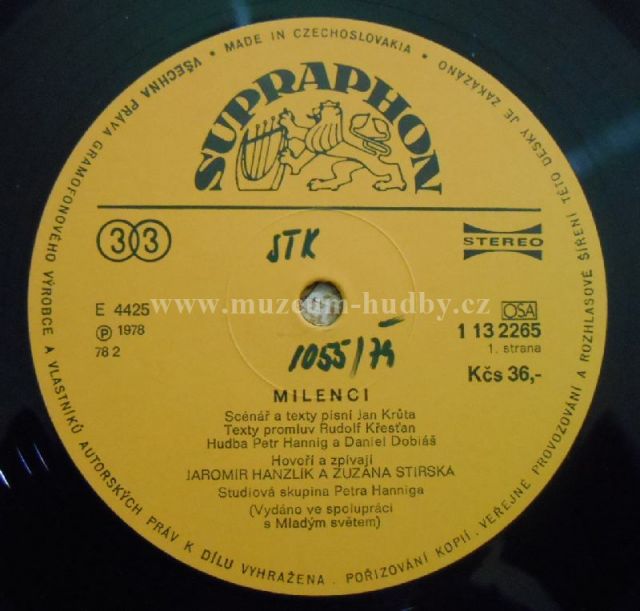 MADE IN CZECHOSLOVAKIA • VŠECHNA PRÁVA GRAMOFONOVÉHO VÝROBCE A VLASTNÍKŮ AUTORSKÝCH PRÁV K DÍLU VYHRAŽENA . POŘIZOVÁNÍ KOPIÍ . VEŘEJNÉ PROVOZOVÁNÍ A ROZHLASOVÉ ŠÍŘENÍ TÉTO DESKY JE ZAKÁZÁNO •
SUPRAPHON
33
STK
STEREO
www.muzeum-hudby.cz
E 4425
OSA
℗ 1978
1 13 2265
78 2
1. strana
1055/75
Kčs 36,-
MILENCI
Scénář a texty písní Jan Krůta
Texty promluv Rudolf Křesťan
Hudba Petr Hannig a Daniel Dobiáš
Hovoří a zpívají
JAROMÍR HANZLÍK A ZUZANA STIRSKÁ
Studiová skupina Petra Hanniga
(Vydáno ve spolupráci
s Mladým světem)